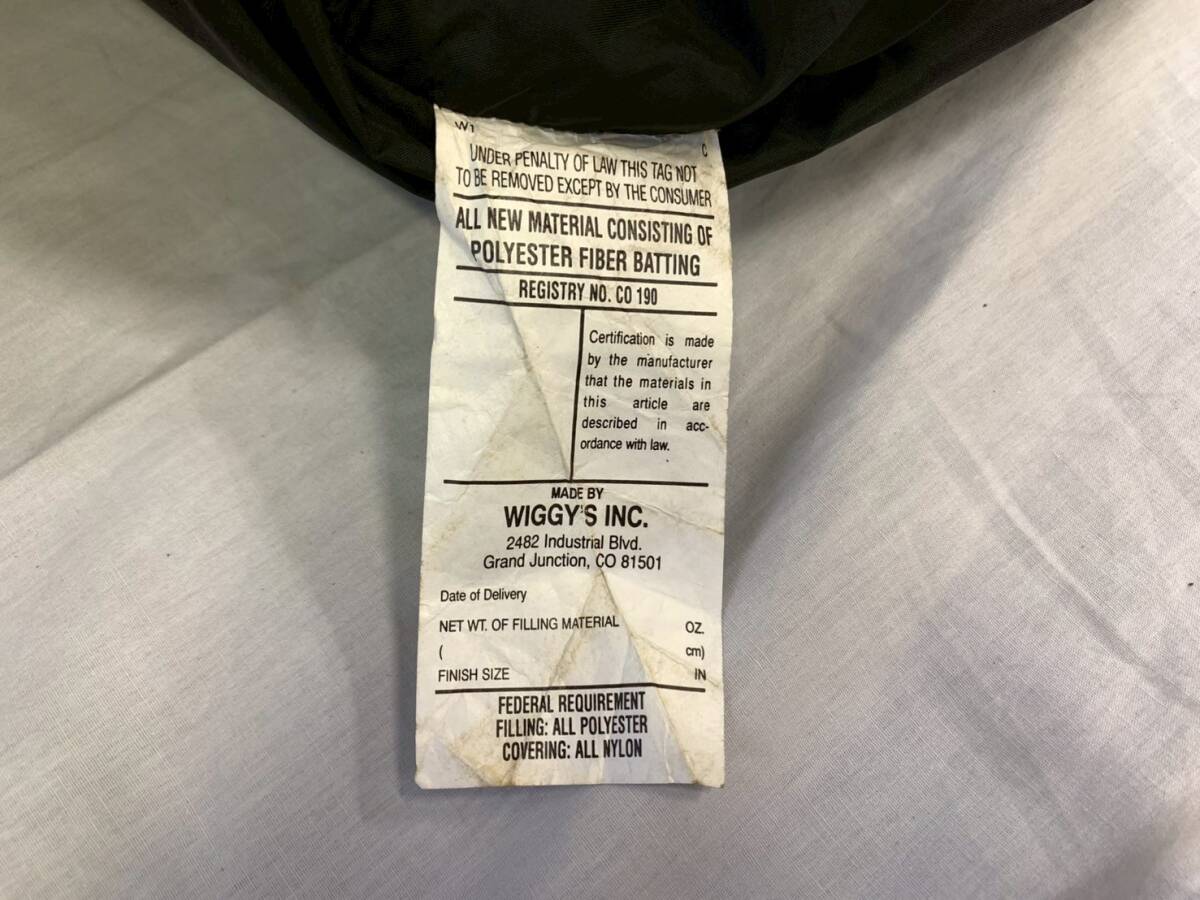 W1 C
UNDER PENALTY OF LAW THIS TAG NOT
TO BE REMOVED EXCEPT BY THE CONSUMER
ALL NEW MATERIAL CONSISTING OF
POLYESTER FIBER BATTING
REGISTRY NO. CO 190
Certification is made
by the manufacturer
that the materials in
this article are
described in acc-
ordance with law.
MADE BY
WIGGY'S INC.
2482 Industrial Blvd.
Grand Junction, CO 81501
Date of Delivery
NET WT. OF FILLING MATERIAL OZ.
( cm)
FINISH SIZE IN
FEDERAL REQUIREMENT
FILLING: ALL POLYESTER
COVERING: ALL NYLON